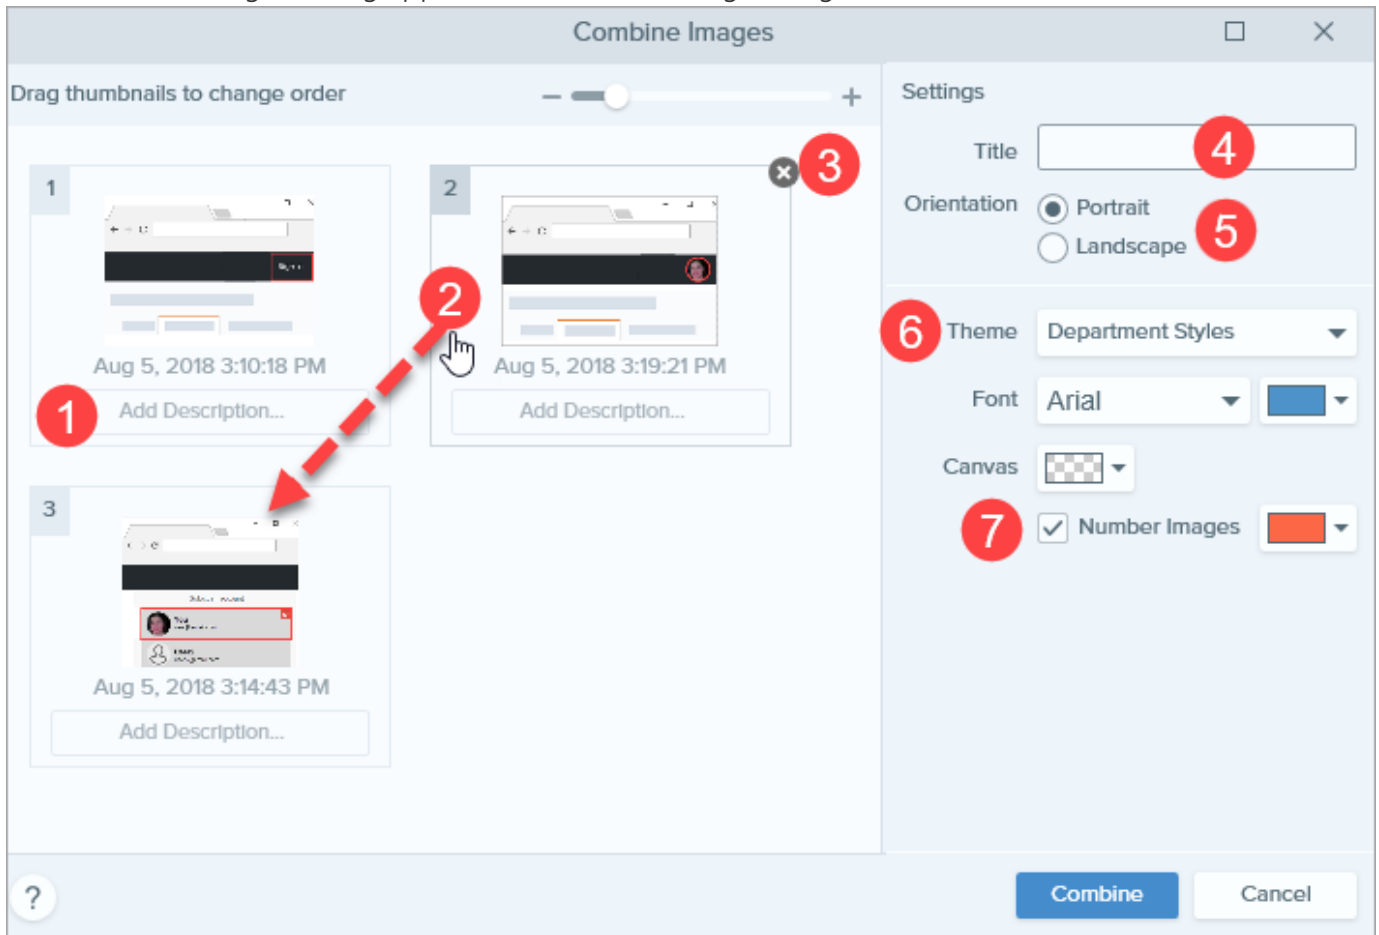 Combine Images
Drag thumbnails to change order
Settings
3
Title
4
1
2
Orientation
Portrait
5
Landscape
2
6
Theme
Department Styles
Aug 5, 2018 3:10:18 PM
Aug 5, 2018 3:19:21 PM
1
Add Description...
Add Description...
Font
Arial
Canvas
3
7
Number Images
Aug 5, 2018 3:14:43 PM
Add Description...
?
Combine
Cancel